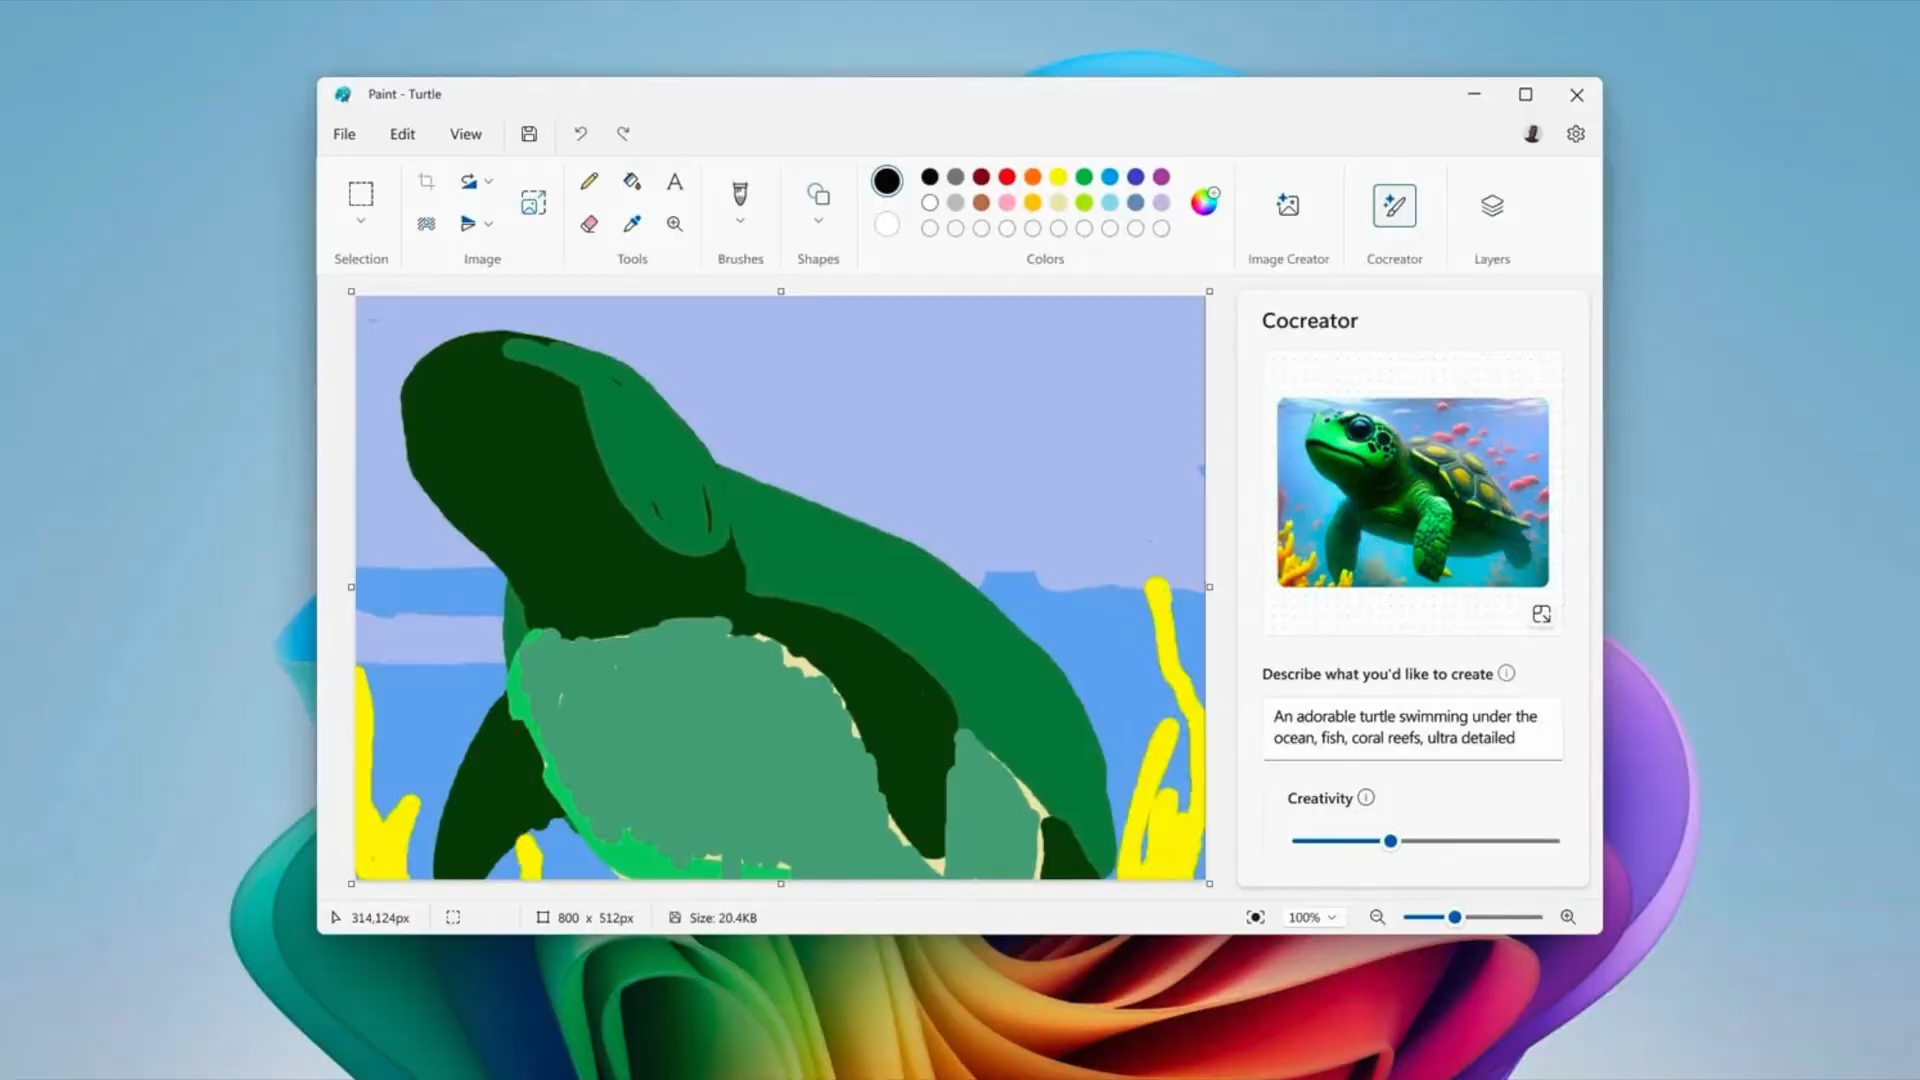 Paint - Turtle
File Edit View
Selection Image Tools Brushes Shapes Colors Image Creator Cocreator Layers
Cocreator
Describe what you'd like to create
An adorable turtle swimming under the
ocean, fish, coral reefs, ultra detailed
Creativity
314,124px 800 x 512px Size: 20.4KB 100%